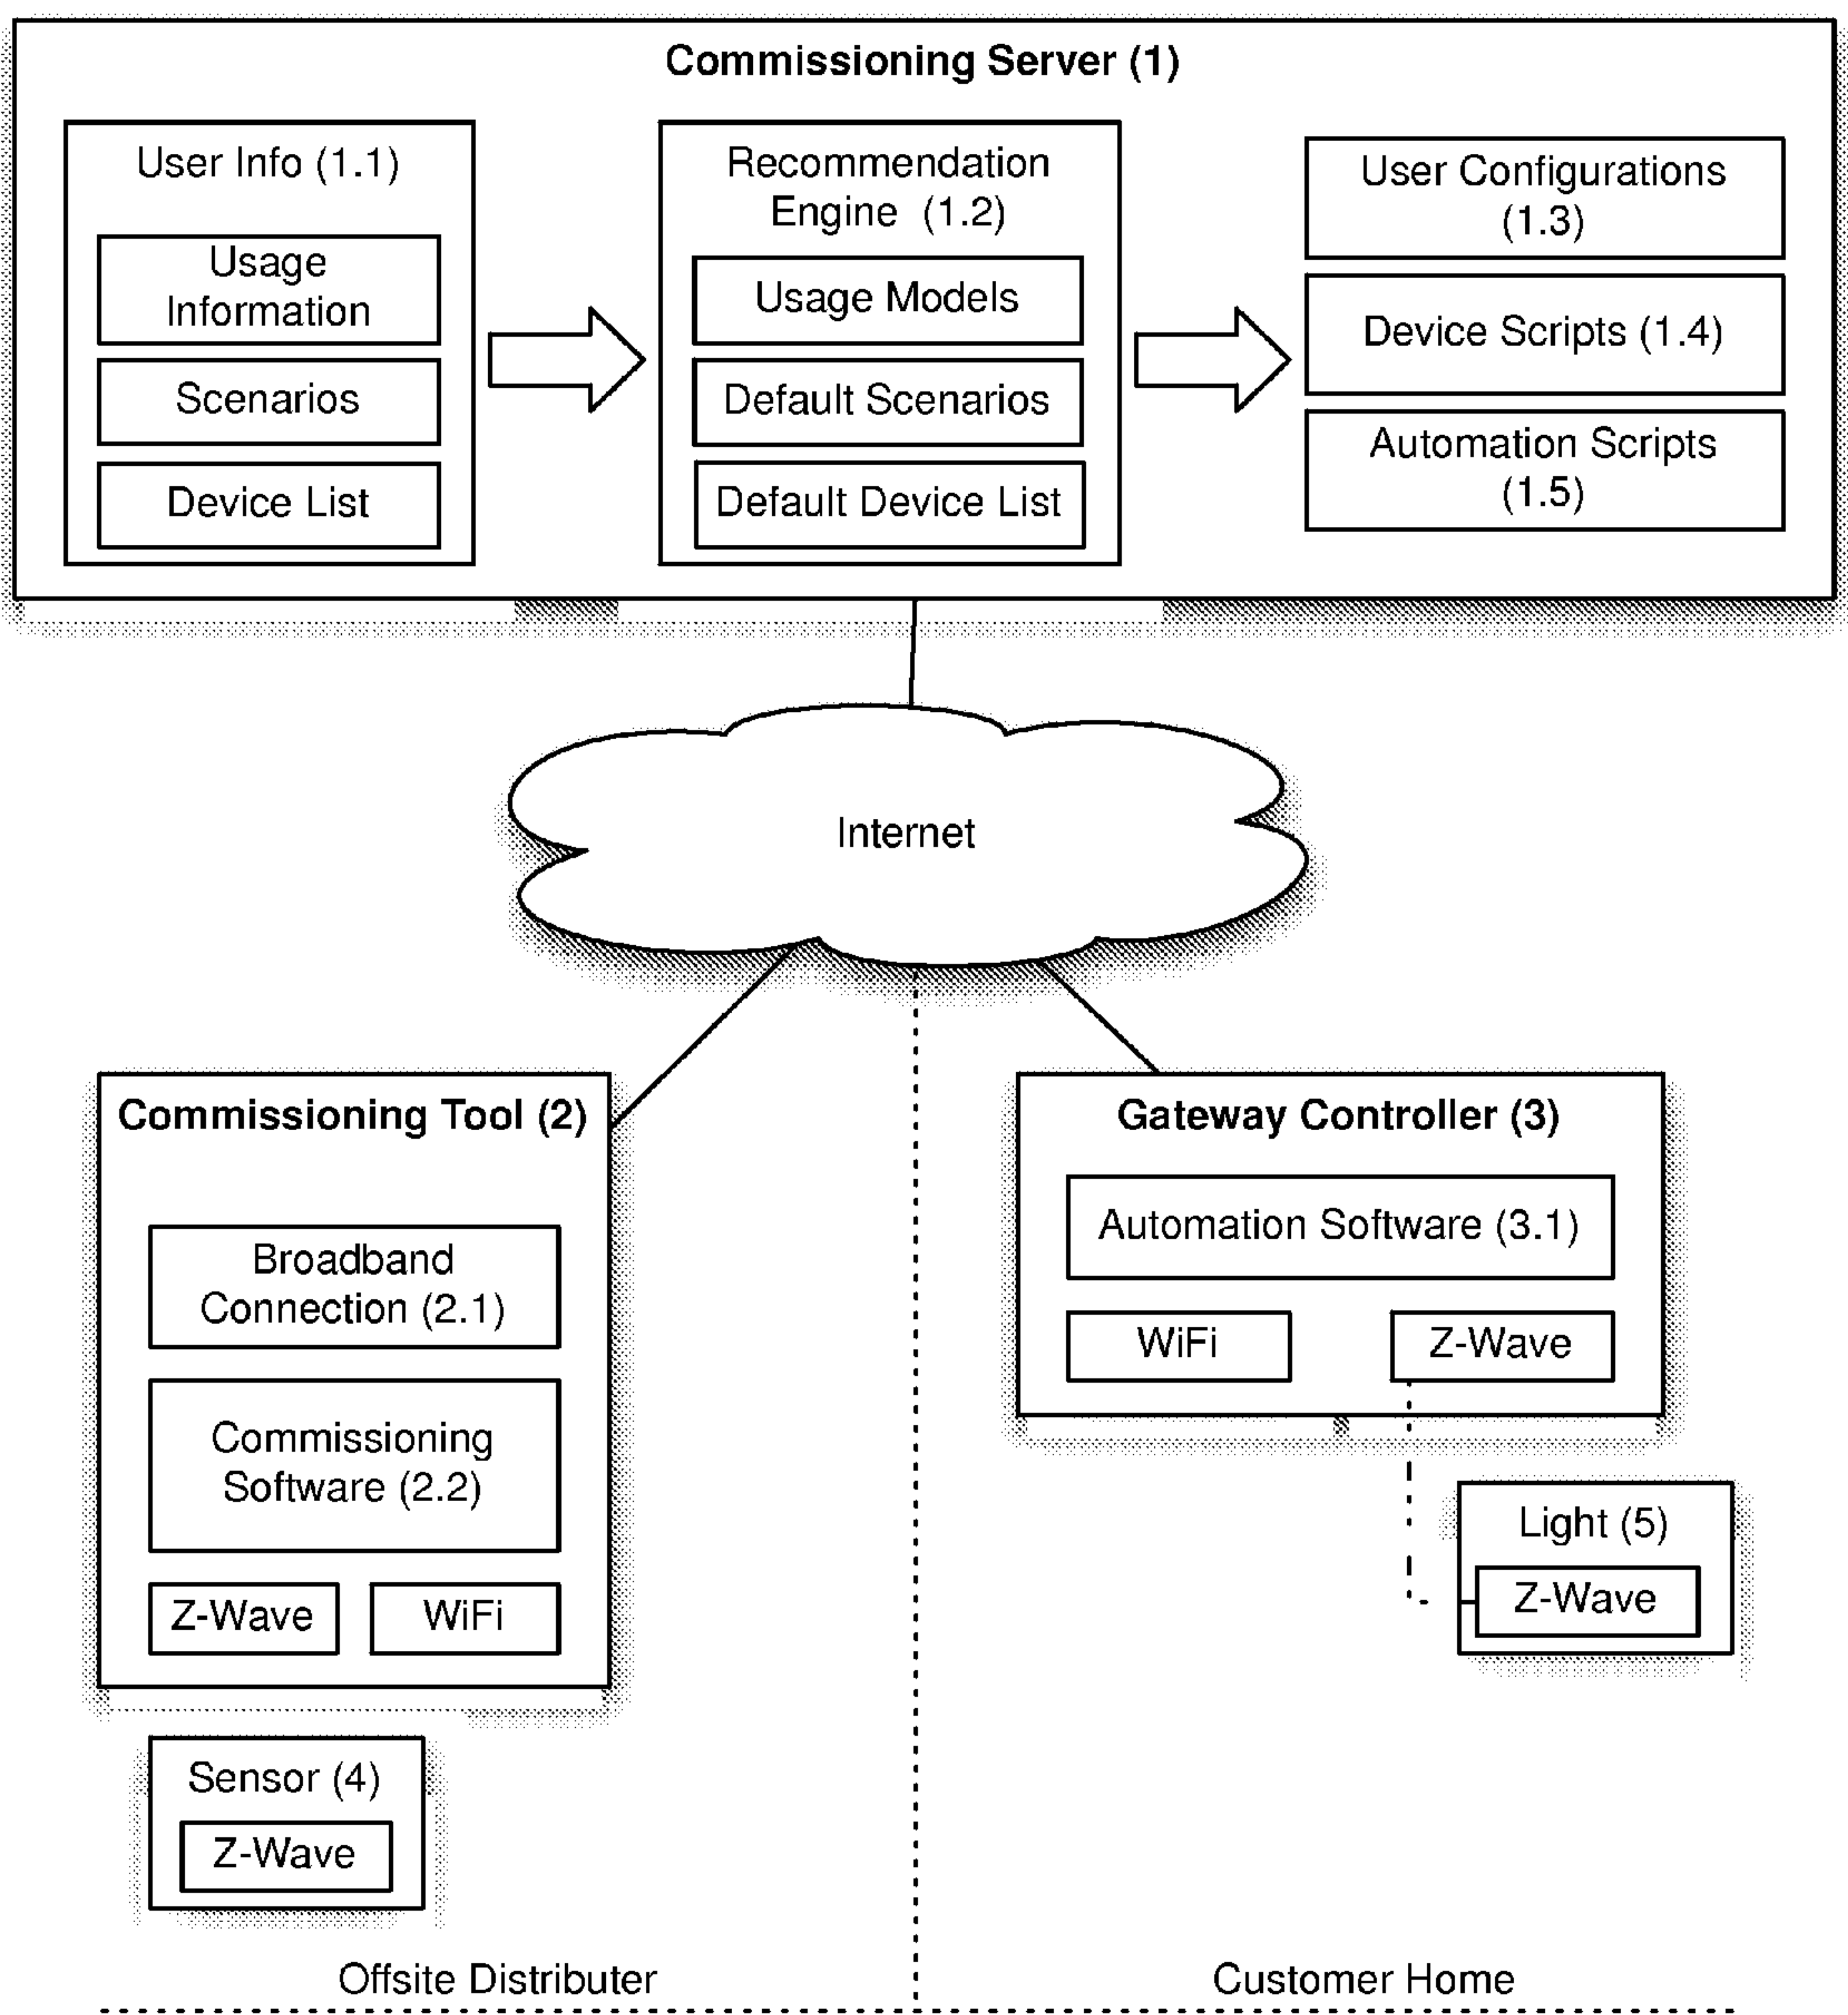 Commissioning Server (1)
User Info (1.1)
Usage
Information
Scenarios
Device List
Recommendation
Engine (1.2)
Usage Models
Default Scenarios
Default Device List
User Configurations
(1.3)
Device Scripts (1.4)
Automation Scripts
(1.5)
Internet
Commissioning Tool (2)
Broadband
Connection (2.1)
Commissioning
Software (2.2)
Z-Wave
WiFi
Sensor (4)
Z-Wave
Gateway Controller (3)
Automation Software (3.1)
WiFi
Z-Wave
Light (5)
Z-Wave
Offsite Distributer
Customer Home